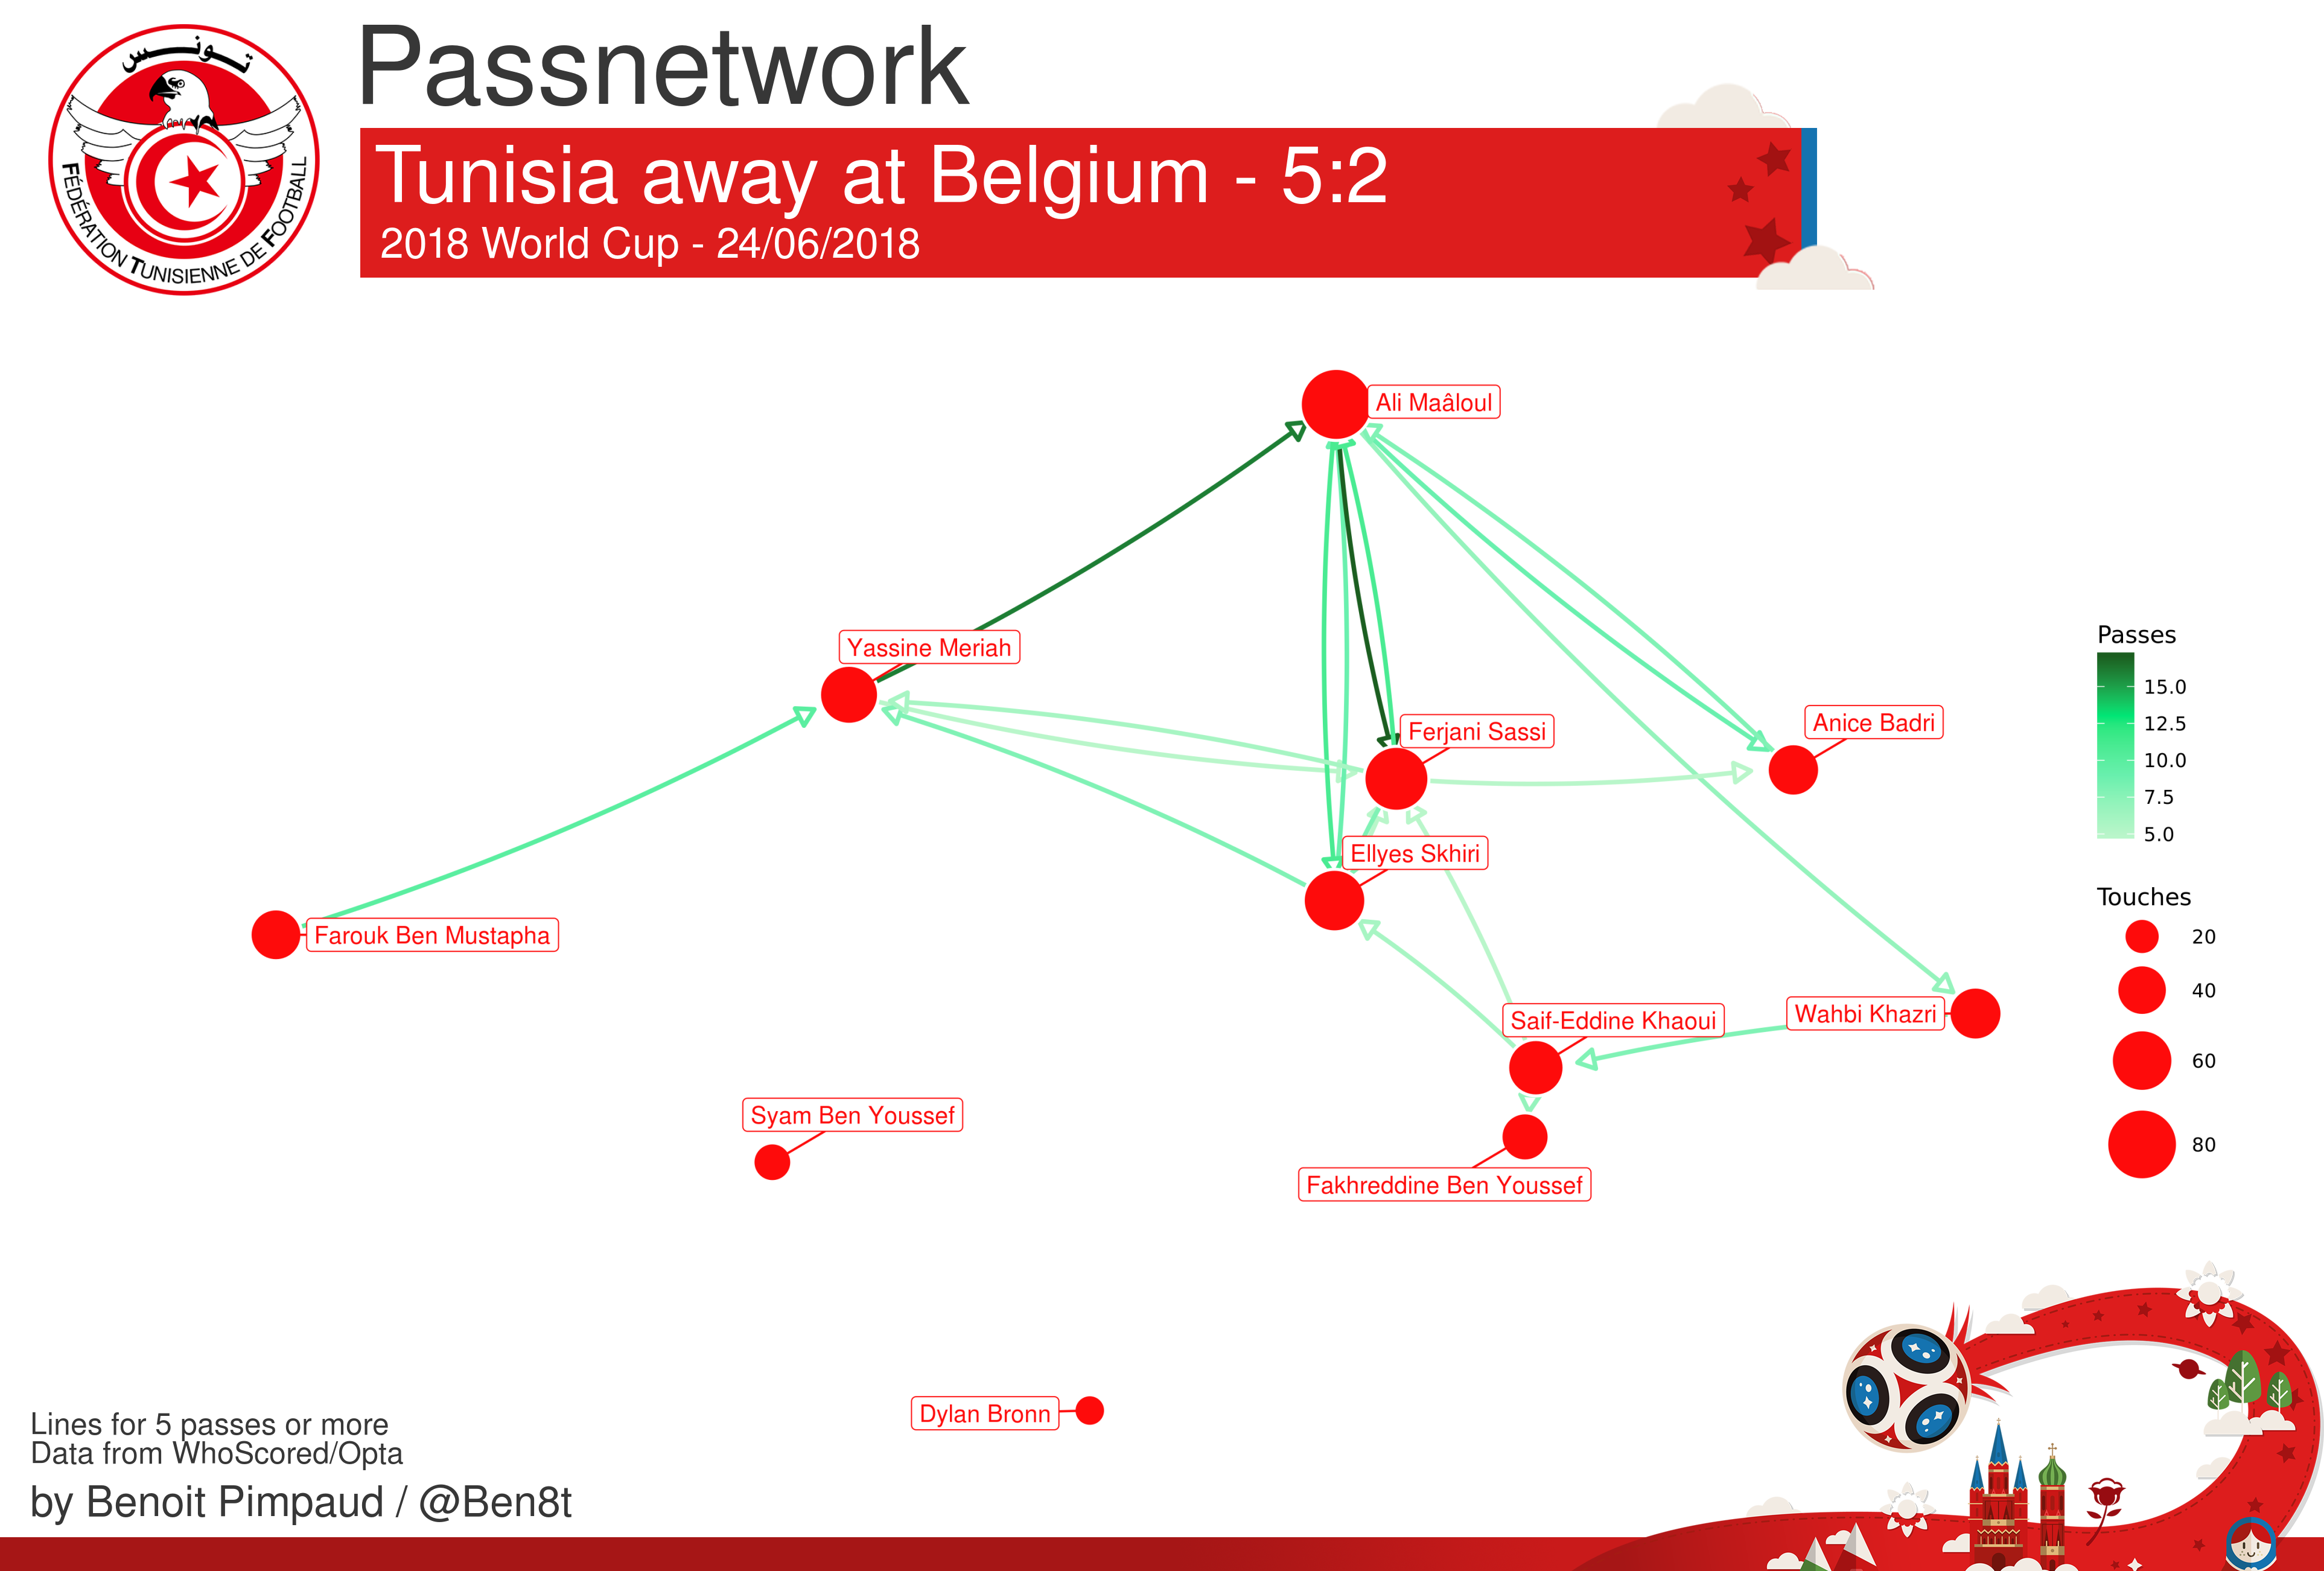 تونس
FÉDÉRATION TUNISIENNE DE FOOTBALL
Passnetwork
Tunisia away at Belgium - 5:2
2018 World Cup - 24/06/2018
Ali Maâloul
Yassine Meriah
Ferjani Sassi
Anice Badri
Ellyes Skhiri
Farouk Ben Mustapha
Saif-Eddine Khaoui
Wahbi Khazri
Syam Ben Youssef
Fakhreddine Ben Youssef
Dylan Bronn
Passes
15.0
12.5
10.0
7.5
5.0
Touches
20
40
60
80
Lines for 5 passes or more
Data from WhoScored/Opta
by Benoit Pimpaud / @Ben8t